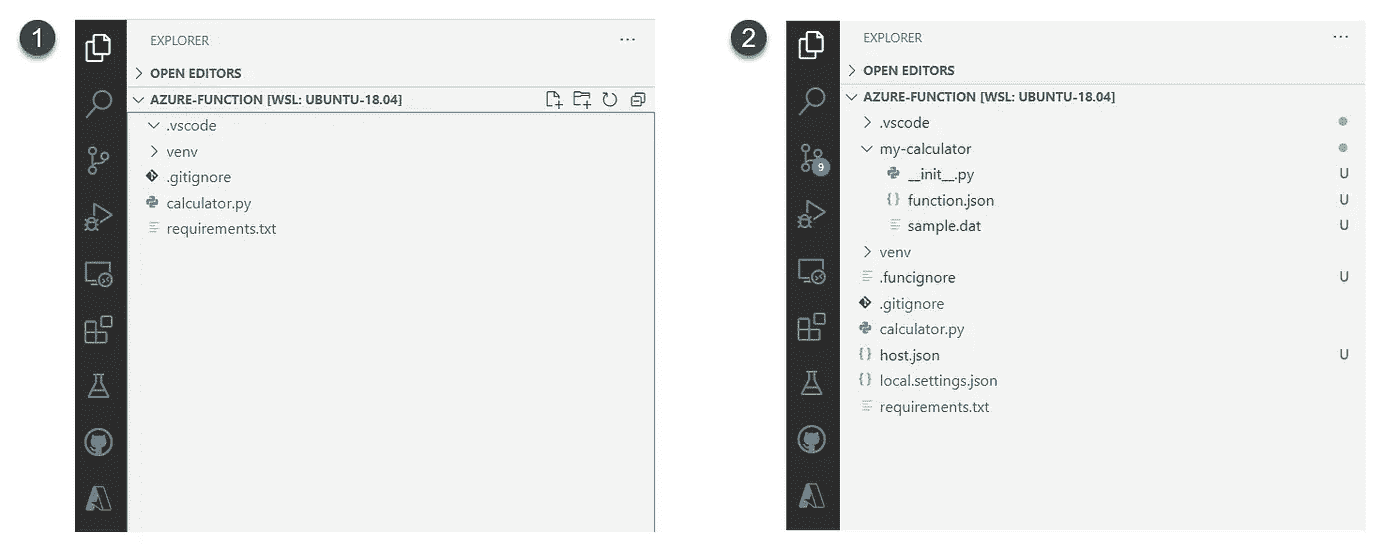 1
EXPLORER
OPEN EDITORS
AZURE-FUNCTION [WSL: UBUNTU-18.04]
.vscode
venv
.gitignore
calculator.py
requirements.txt
2
EXPLORER
OPEN EDITORS
AZURE-FUNCTION [WSL: UBUNTU-18.04]
.vscode
my-calculator
9
__init__.py U
function.json U
sample.dat U
venv
.funcignore U
.gitignore
calculator.py
host.json U
local.settings.json
requirements.txt